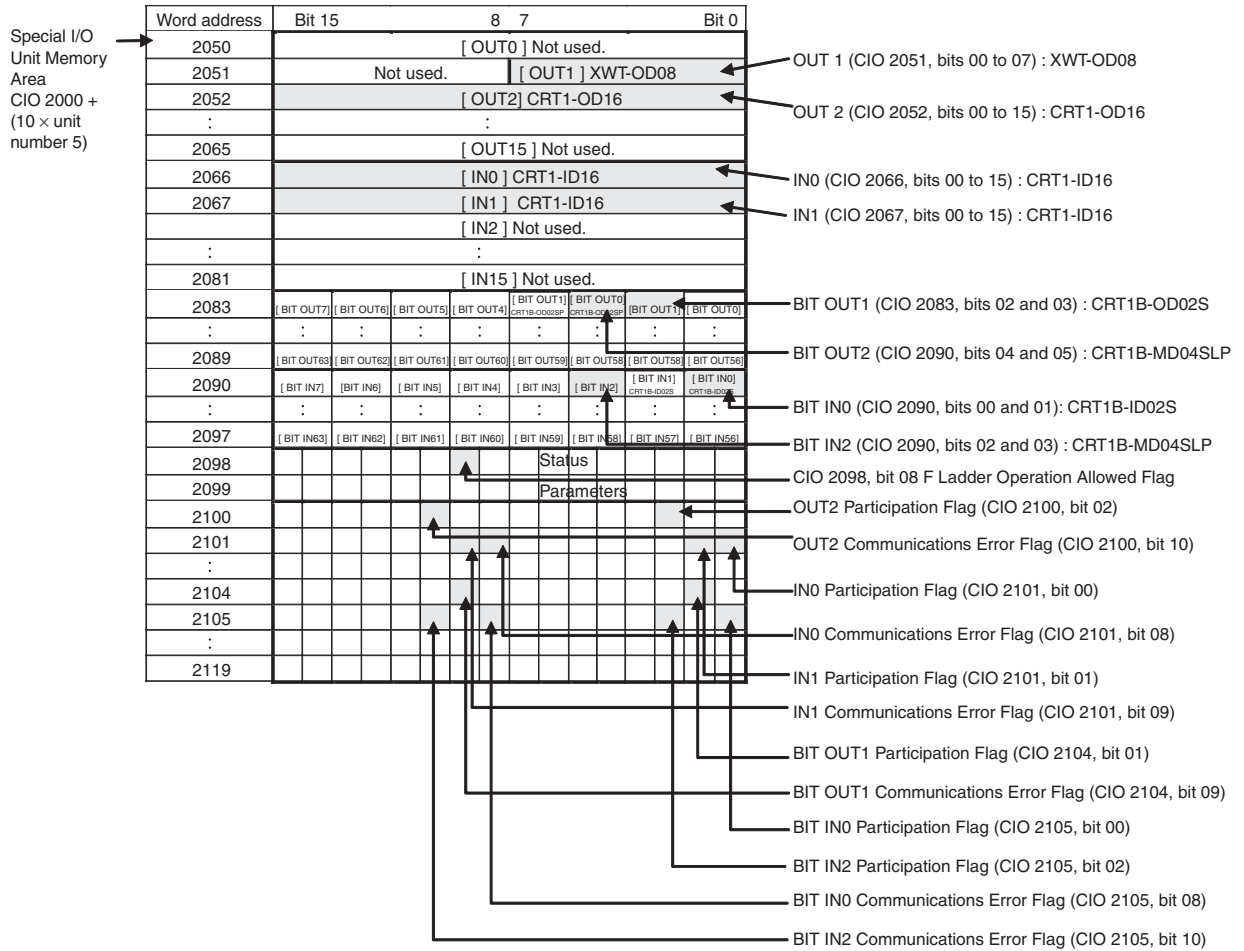 Special I/O
Unit Memory
Area
CIO 2000 +
(10 × unit
number 5)
Word address Bit 15 8 7 Bit 0
2050 [ OUT0 ] Not used.
2051 Not used. [ OUT1 ] XWT-OD08
2052 [ OUT2] CRT1-OD16
: :
2065 [ OUT15 ] Not used.
2066 [ IN0 ] CRT1-ID16
2067 [ IN1 ] CRT1-ID16
[ IN2 ] Not used.
: :
2081 [ IN15 ] Not used.
2083 [ BIT OUT7] [ BIT OUT6] [ BIT OUT5] [ BIT OUT4] [ BIT OUT1] CRT1B-OD02SP [ BIT OUT0] CRT1B-OD02SP [BIT OUT1] [ BIT OUT0]
: : : : : : : : :
2089 [ BIT OUT63] [ BIT OUT62] [ BIT OUT61] [ BIT OUT60] [ BIT OUT59] [ BIT OUT58] [ BIT OUT58] [ BIT OUT56]
2090 [ BIT IN7] [BIT IN6] [ BIT IN5] [ BIT IN4] [ BIT IN3] [ BIT IN2] [ BIT IN1] CRT1B-ID02S [ BIT IN0] CRT1B-ID02S
: : : : : : : : :
2097 [ BIT IN63] [ BIT IN62] [ BIT IN61] [ BIT IN60] [ BIT IN59] [ BIT IN58] [ BIT IN57] [ BIT IN56]
2098 Status
2099 Parameters
2100
2101
:
2104
2105
:
2119
OUT 1 (CIO 2051, bits 00 to 07) : XWT-OD08
OUT 2 (CIO 2052, bits 00 to 15) : CRT1-OD16
IN0 (CIO 2066, bits 00 to 15) : CRT1-ID16
IN1 (CIO 2067, bits 00 to 15) : CRT1-ID16
BIT OUT1 (CIO 2083, bits 02 and 03) : CRT1B-OD02S
BIT OUT2 (CIO 2090, bits 04 and 05) : CRT1B-MD04SLP
BIT IN0 (CIO 2090, bits 00 and 01): CRT1B-ID02S
BIT IN2 (CIO 2090, bits 02 and 03) : CRT1B-MD04SLP
CIO 2098, bit 08 F Ladder Operation Allowed Flag
OUT2 Participation Flag (CIO 2100, bit 02)
OUT2 Communications Error Flag (CIO 2100, bit 10)
IN0 Participation Flag (CIO 2101, bit 00)
IN0 Communications Error Flag (CIO 2101, bit 08)
IN1 Participation Flag (CIO 2101, bit 01)
IN1 Communications Error Flag (CIO 2101, bit 09)
BIT OUT1 Participation Flag (CIO 2104, bit 01)
BIT OUT1 Communications Error Flag (CIO 2104, bit 09)
BIT IN0 Participation Flag (CIO 2105, bit 00)
BIT IN2 Participation Flag (CIO 2105, bit 02)
BIT IN0 Communications Error Flag (CIO 2105, bit 08)
BIT IN2 Communications Error Flag (CIO 2105, bit 10)